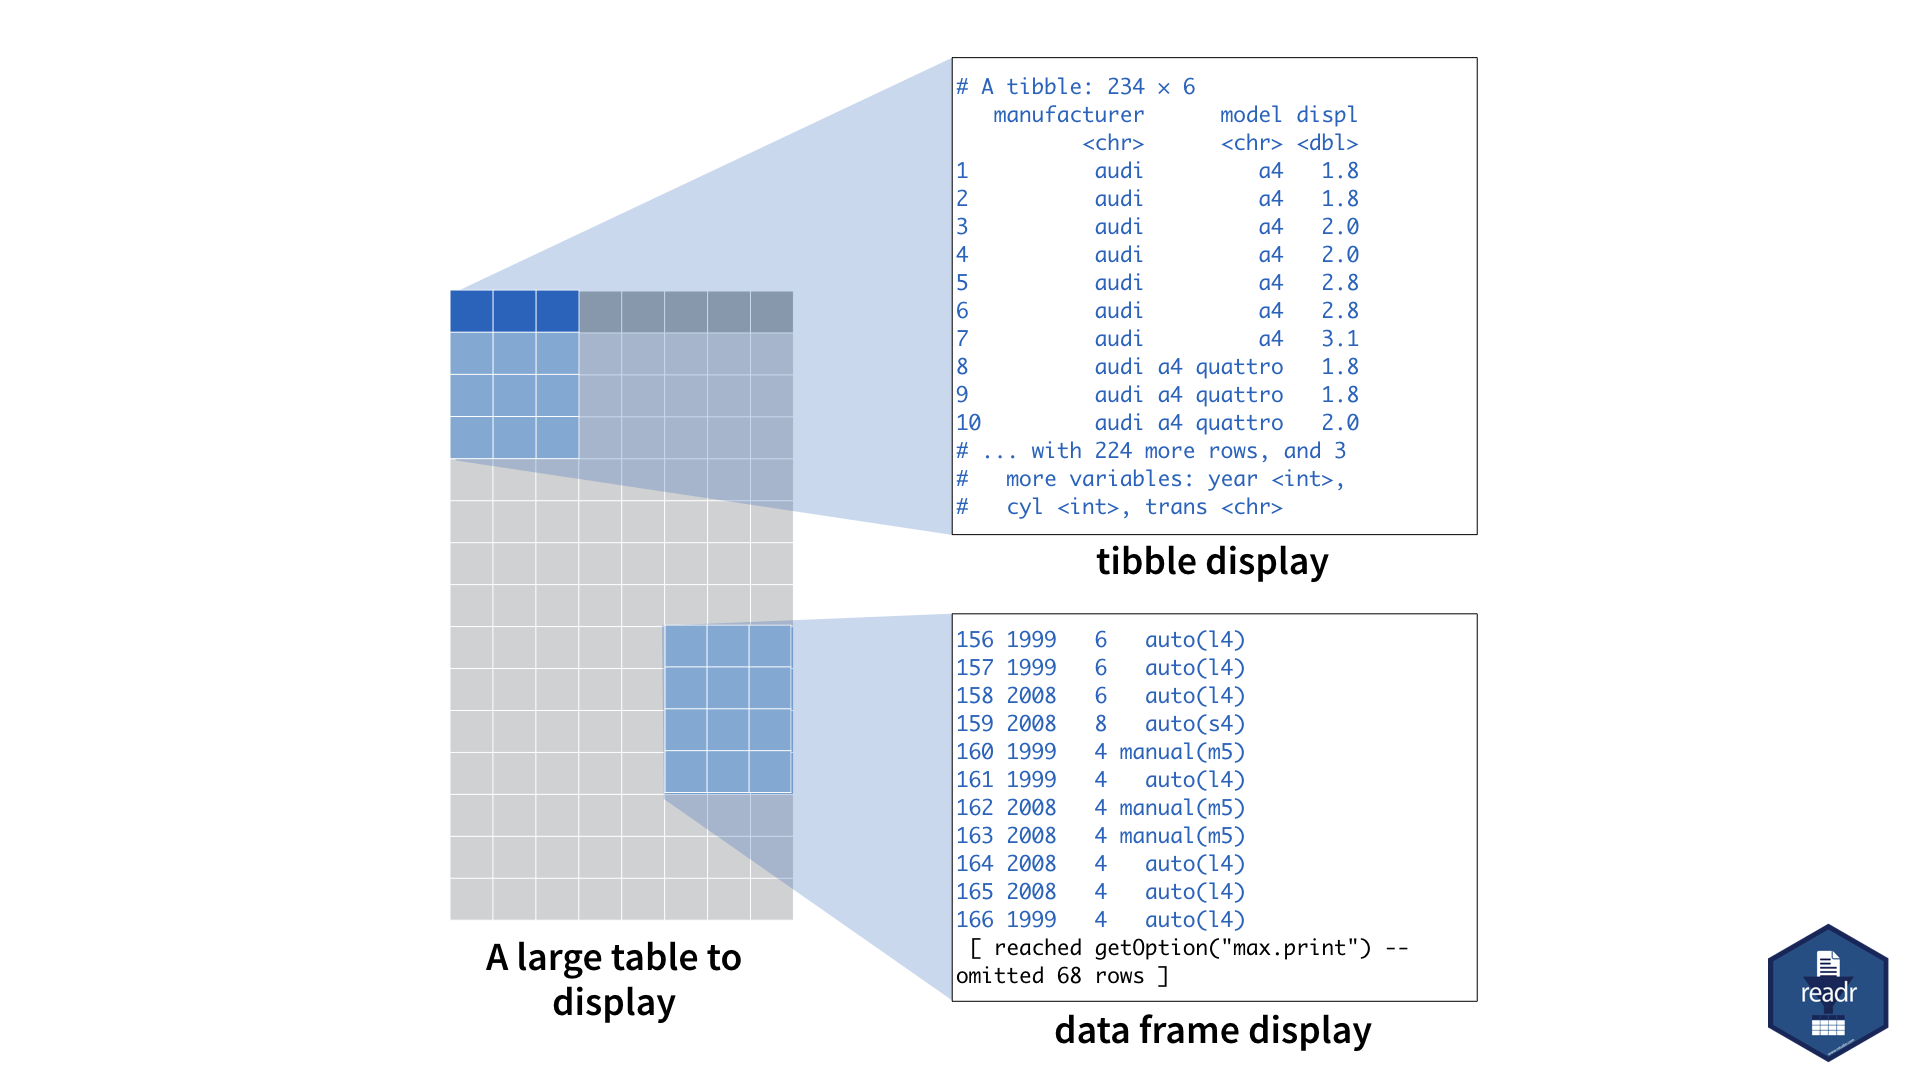 # A tibble: 234 × 6
   manufacturer      model displ
          <chr>      <chr> <dbl>
1          audi         a4   1.8
2          audi         a4   1.8
3          audi         a4   2.0
4          audi         a4   2.0
5          audi         a4   2.8
6          audi         a4   2.8
7          audi         a4   3.1
8          audi a4 quattro   1.8
9          audi a4 quattro   1.8
10         audi a4 quattro   2.0
# ... with 224 more rows, and 3
#   more variables: year <int>,
#   cyl <int>, trans <chr>
tibble display
156 1999   6   auto(l4)
157 1999   6   auto(l4)
158 2008   6   auto(l4)
159 2008   8   auto(s4)
160 1999   4 manual(m5)
161 1999   4   auto(l4)
162 2008   4 manual(m5)
163 2008   4 manual(m5)
164 2008   4   auto(l4)
165 2008   4   auto(l4)
166 1999   4   auto(l4)
 [ reached getOption("max.print") --
omitted 68 rows ]
data frame display
A large table to
display
readr